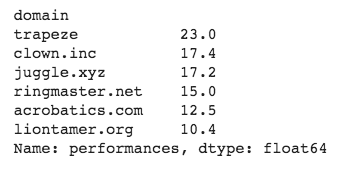 domain
trapeze 23.0
clown.inc 17.4
juggle.xyz 17.2
ringmaster.net 15.0
acrobatics.com 12.5
liontamer.org 10.4
Name: performances, dtype: float64